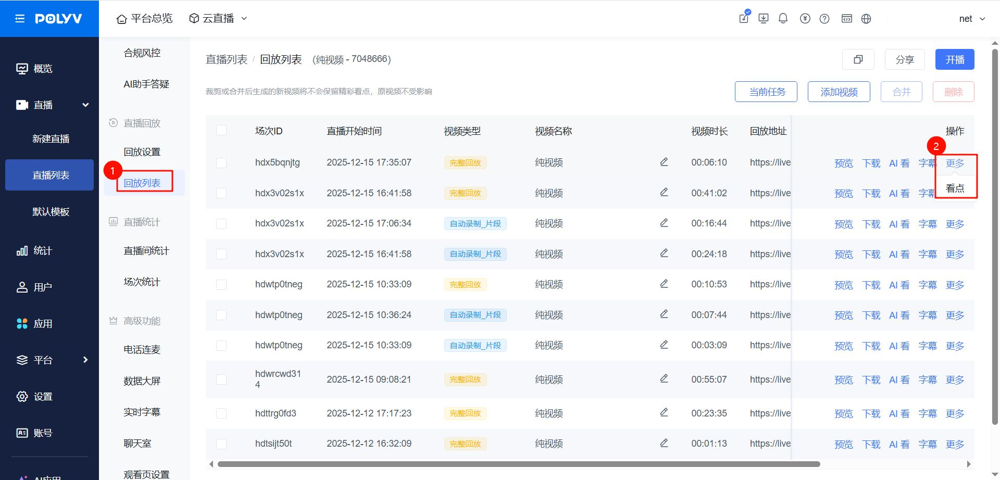 POLYV
平台总览
云直播
net
概览
直播
新建直播
直播列表
默认模板
统计
用户
应用
平台
设置
账号
AI应用
合规风控
AI助手答疑
直播回放
回放设置
1
回放列表
直播统计
直播间统计
场次统计
高级功能
电话连麦
数据大屏
实时字幕
聊天室
观看页设置
直播列表 / 回放列表 (纯视频 - 7048666)
分享
开播
裁剪或合并后生成的新视频将不会保留精彩看点，原视频不受影响
当前任务
添加视频
合并
删除
场次ID 直播开始时间 视频类型 视频名称 视频时长 回放地址 操作
2
hdx5bqnjtg 2025-12-15 17:35:07 完整回放 纯视频 00:06:10 https://live 预览 下载 AI 看 字幕 更多
看点
hdx3v02s1x 2025-12-15 16:41:58 完整回放 纯视频 00:41:02 https://live 预览 下载 AI 看 字幕
hdx3v02s1x 2025-12-15 17:06:34 自动录制_片段 纯视频 00:16:44 https://live 预览 下载 AI 看 字幕 更多
hdx3v02s1x 2025-12-15 16:41:58 自动录制_片段 纯视频 00:24:18 https://live 预览 下载 AI 看 字幕 更多
hdwtp0tneg 2025-12-15 10:33:09 完整回放 纯视频 00:10:53 https://live 预览 下载 AI 看 字幕 更多
hdwtp0tneg 2025-12-15 10:36:24 自动录制_片段 纯视频 00:07:44 https://live 预览 下载 AI 看 字幕 更多
hdwtp0tneg 2025-12-15 10:33:09 自动录制_片段 纯视频 00:03:09 https://live 预览 下载 AI 看 字幕 更多
hdwrcwd31
4 2025-12-15 09:08:21 完整回放 纯视频 00:55:07 https://live 预览 下载 AI 看 字幕 更多
hdttrg0fd3 2025-12-12 17:17:23 完整回放 纯视频 00:23:35 https://live 预览 下载 AI 看 字幕 更多
hdtsijt50t 2025-12-12 16:32:09 完整回放 纯视频 00:01:13 https://live 预览 下载 AI 看 字幕 更多